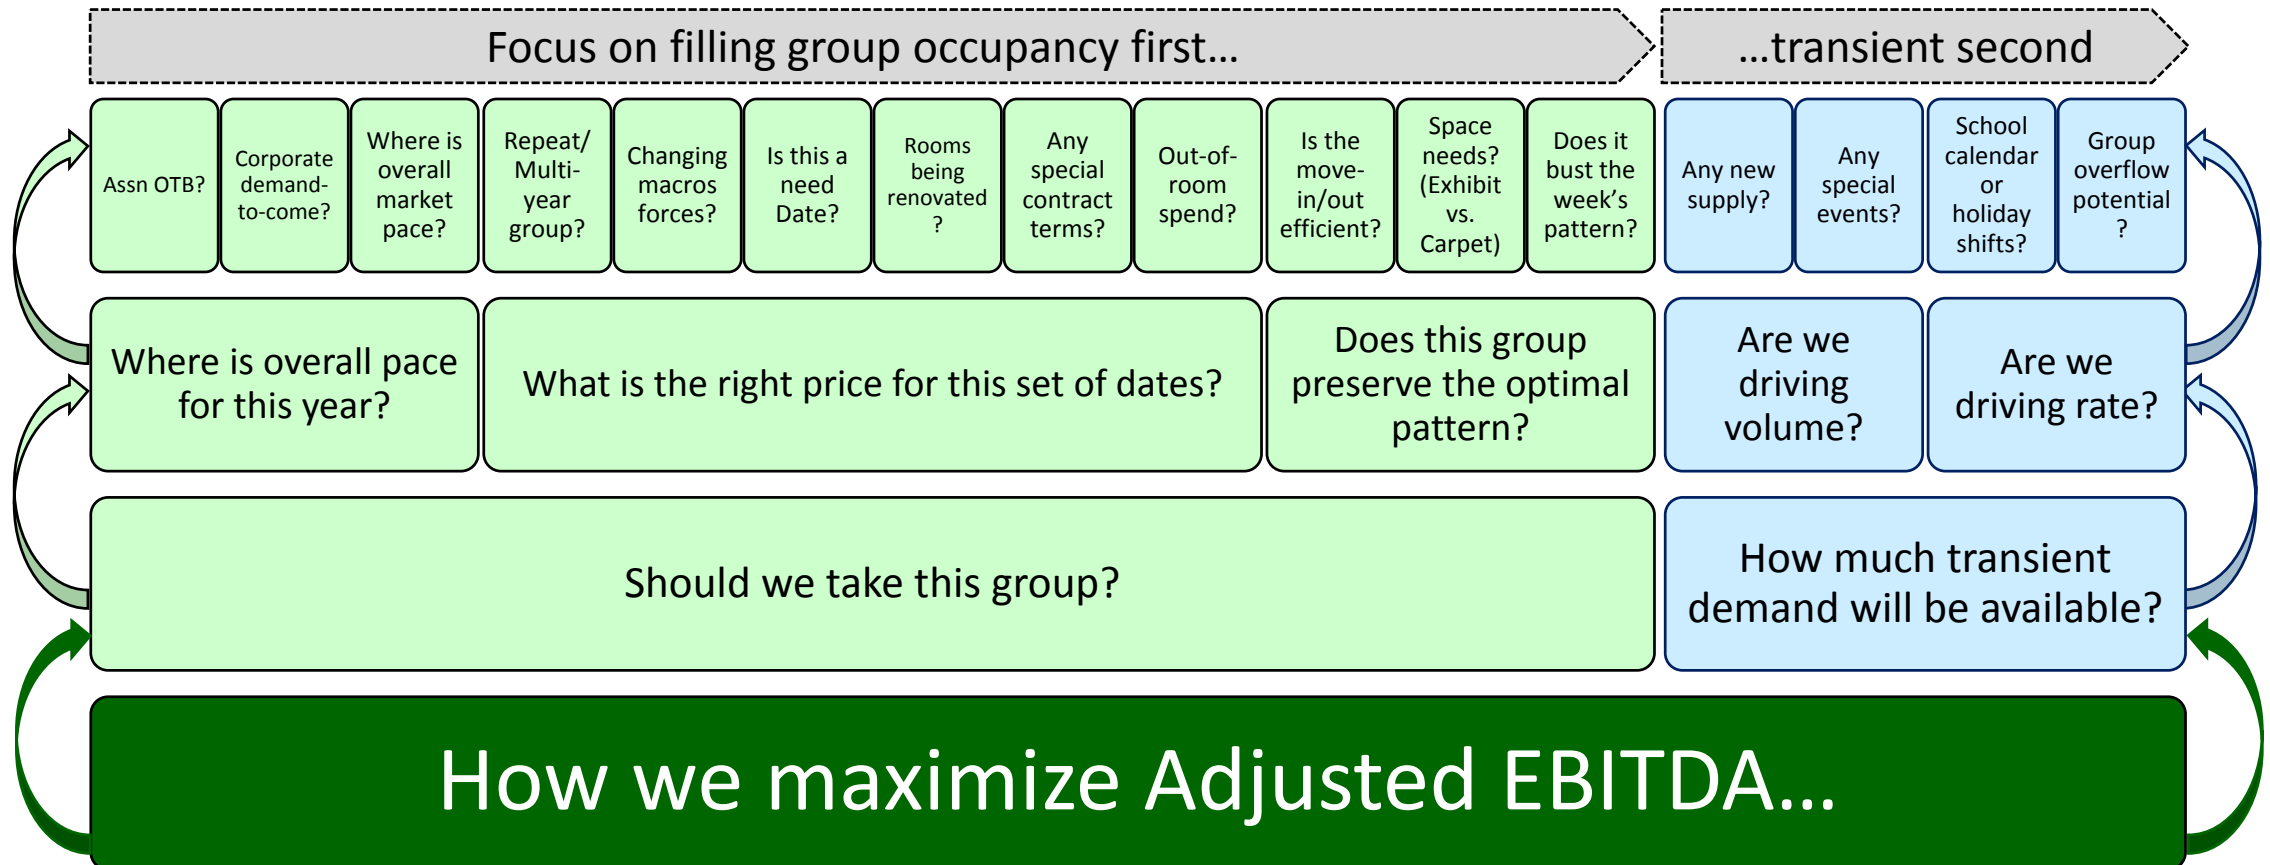 Focus on filling group occupancy first...
...transient second
Assn OTB?
Corporate
demand-
to-come?
Where is
overall
market
pace?
Repeat/
Multi-
year
group?
Changing
macros
forces?
Is this a
need
Date?
Rooms
being
renovated
?
Any
special
contract
terms?
Out-of-
room
spend?
Is the
move-
in/out
efficient?
Space
needs?
(Exhibit
vs.
Carpet)
Does it
bust the
week's
pattern?
Any new
supply?
Any
special
events?
School
calendar
or
holiday
shifts?
Group
overflow
potential
?
Where is overall pace
for this year?
What is the right price for this set of dates?
Does this group
preserve the optimal
pattern?
Are we
driving
volume?
Are we
driving rate?
Should we take this group?
How much transient
demand will be available?
How we maximize Adjusted EBITDA...